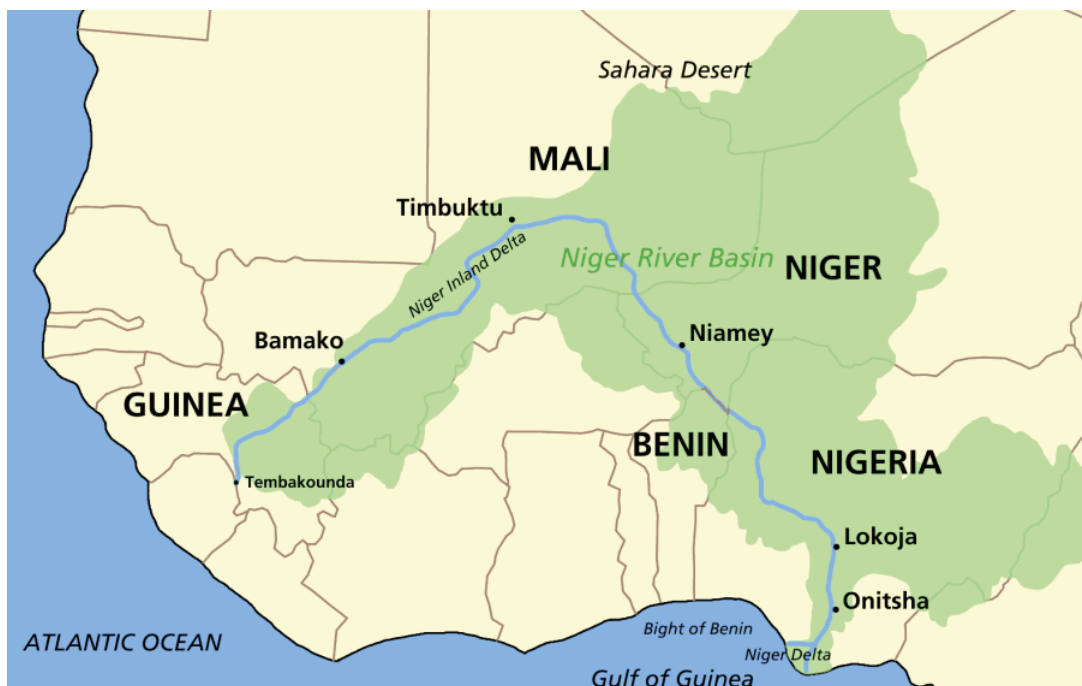 Sahara Desert
MALI
Timbuktu
Niger Inland Delta
Niger River Basin
NIGER
Bamako
Niamey
GUINEA
BENIN
NIGERIA
Tembakounda
Lokoja
Onitsha
Bight of Benin
ATLANTIC OCEAN
Niger Delta
Gulf of Guinea